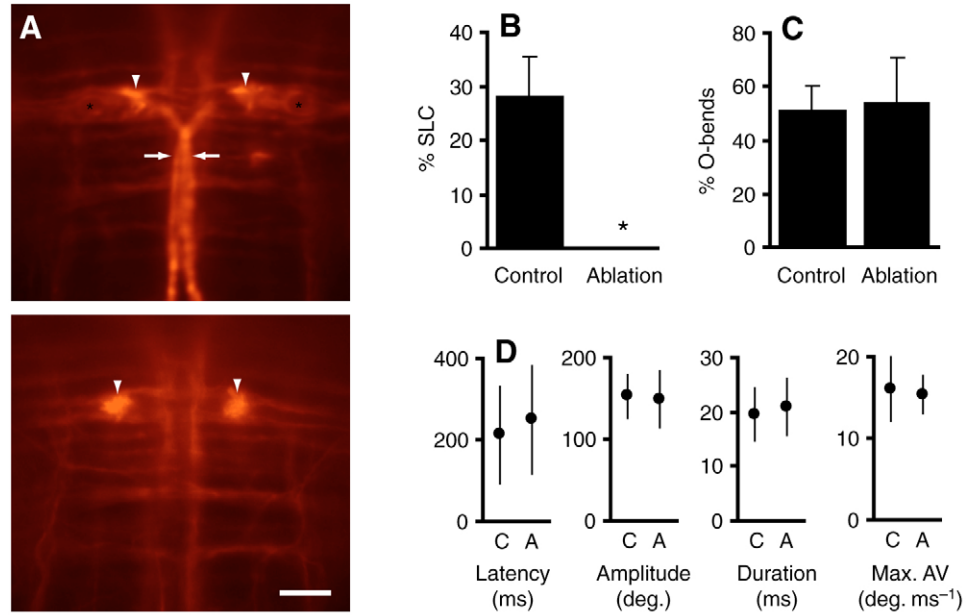 A
*
*
B
% SLC
40
30
20
10
0
*
Control Ablation
C
% O-bends
80
60
40
20
0
Control Ablation
D
400
200
0
C A
Latency
(ms)
200
100
0
C A
Amplitude
(deg.)
30
20
10
0
C A
Duration
(ms)
20
10
0
C A
Max. AV
(deg. ms⁻¹)